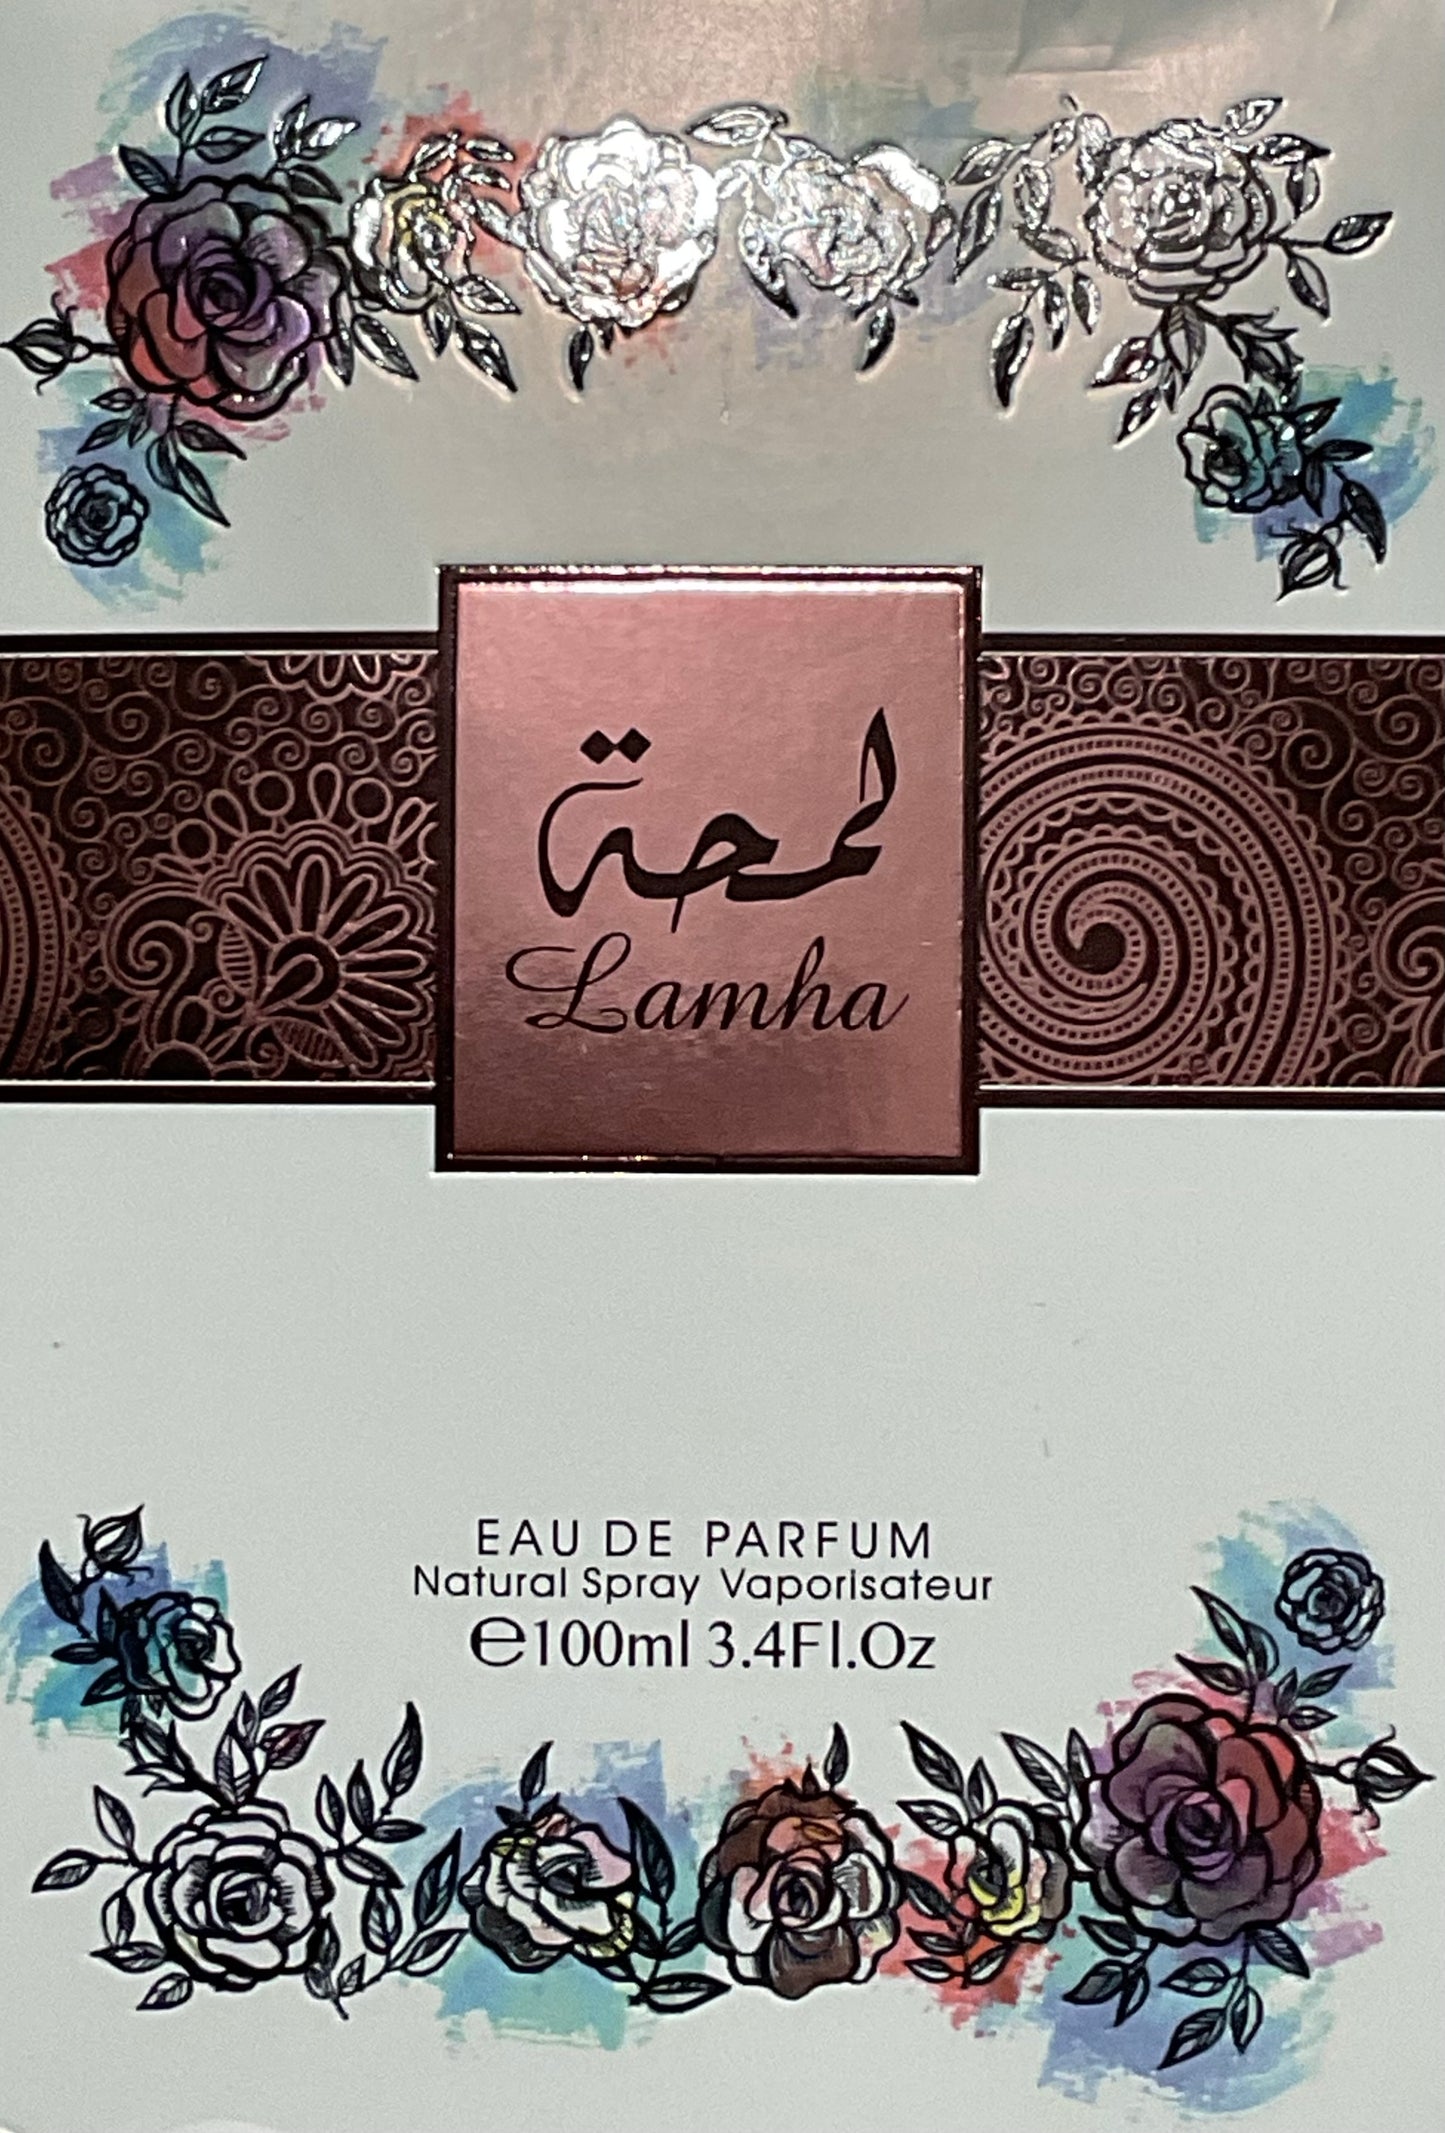 لمحة
Lamha
EAU DE PARFUM
Natural Spray Vaporisateur
℮100ml 3.4Fl.Oz